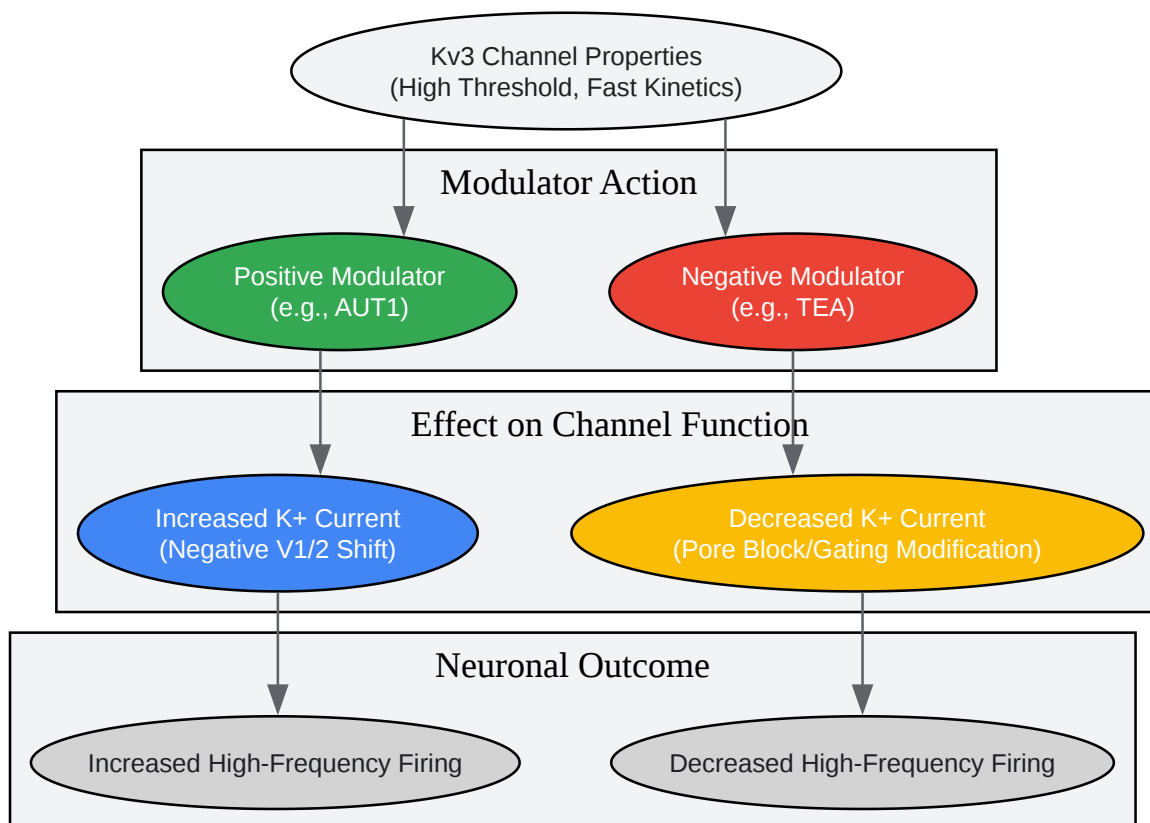 Kv3 Channel Properties
(High Threshold, Fast Kinetics)
Modulator Action
Positive Modulator
(e.g., AUT1)
Negative Modulator
(e.g., TEA)
Effect on Channel Function
Increased K+ Current
(Negative V1/2 Shift)
Decreased K+ Current
(Pore Block/Gating Modification)
Neuronal Outcome
Increased High-Frequency Firing
Decreased High-Frequency Firing